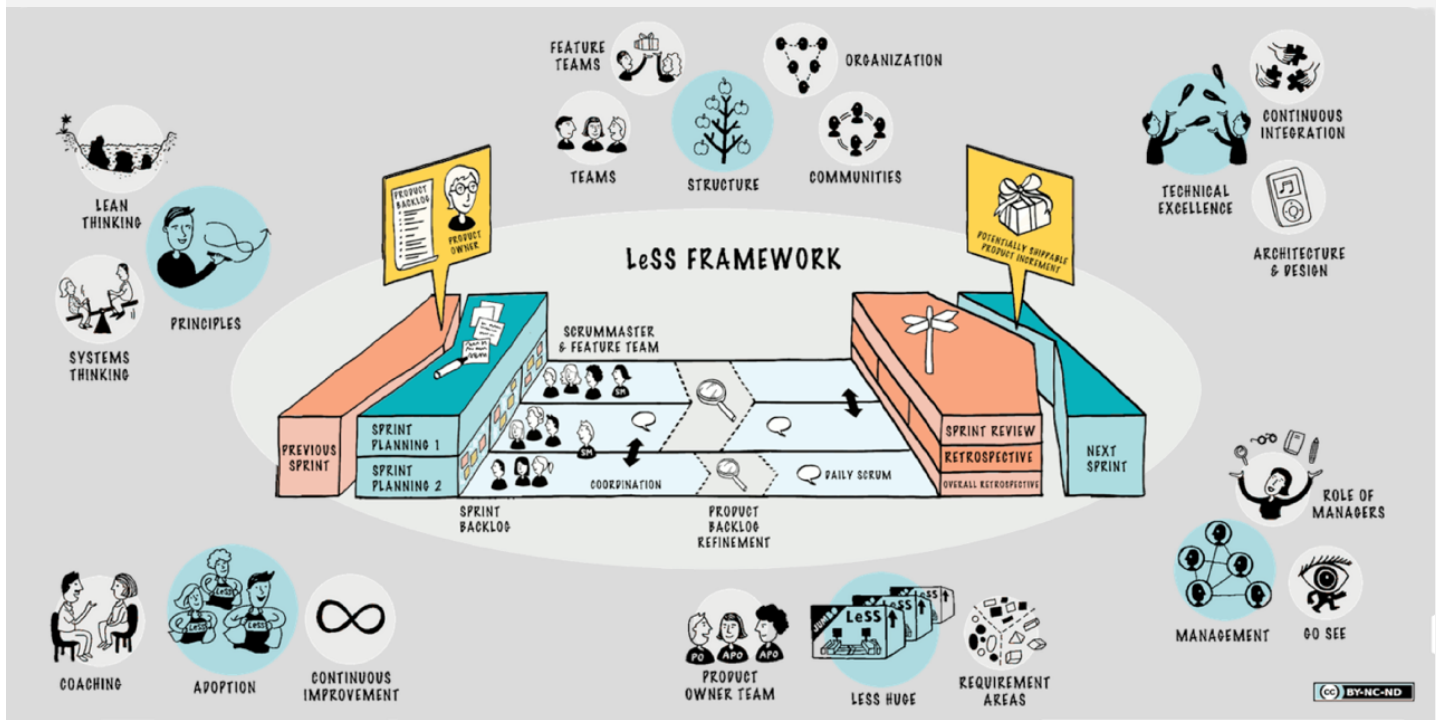 FEATURE
TEAMS
ORGANIZATION
TEAMS
STRUCTURE
COMMUNITIES
CONTINUOUS
INTEGRATION
TECHNICAL
EXCELLENCE
ARCHITECTURE
& DESIGN
LEAN
THINKING
PRINCIPLES
SYSTEMS
THINKING
PRODUCT
BACKLOG
PRODUCT
OWNER
LeSS FRAMEWORK
POTENTIALLY SHIPPABLE
PRODUCT INCREMENT
SCRUMMASTER
& FEATURE TEAM
SM
SM
PREVIOUS
SPRINT
SPRINT
PLANNING 1
SPRINT
PLANNING 2
COORDINATION
DAILY SCRUM
SPRINT REVIEW
RETROSPECTIVE
OVERALL RETROSPECTIVE
NEXT
SPRINT
SPRINT
BACKLOG
PRODUCT
BACKLOG
REFINEMENT
ROLE OF
MANAGERS
MANAGEMENT
GO SEE
LeSS
LeSS
LeSS
COACHING
ADOPTION
CONTINUOUS
IMPROVEMENT
PO
APO
APO
PRODUCT
OWNER TEAM
JUMBO
LeSS
LESS HUGE
REQUIREMENT
AREAS
cc BY-NC-ND